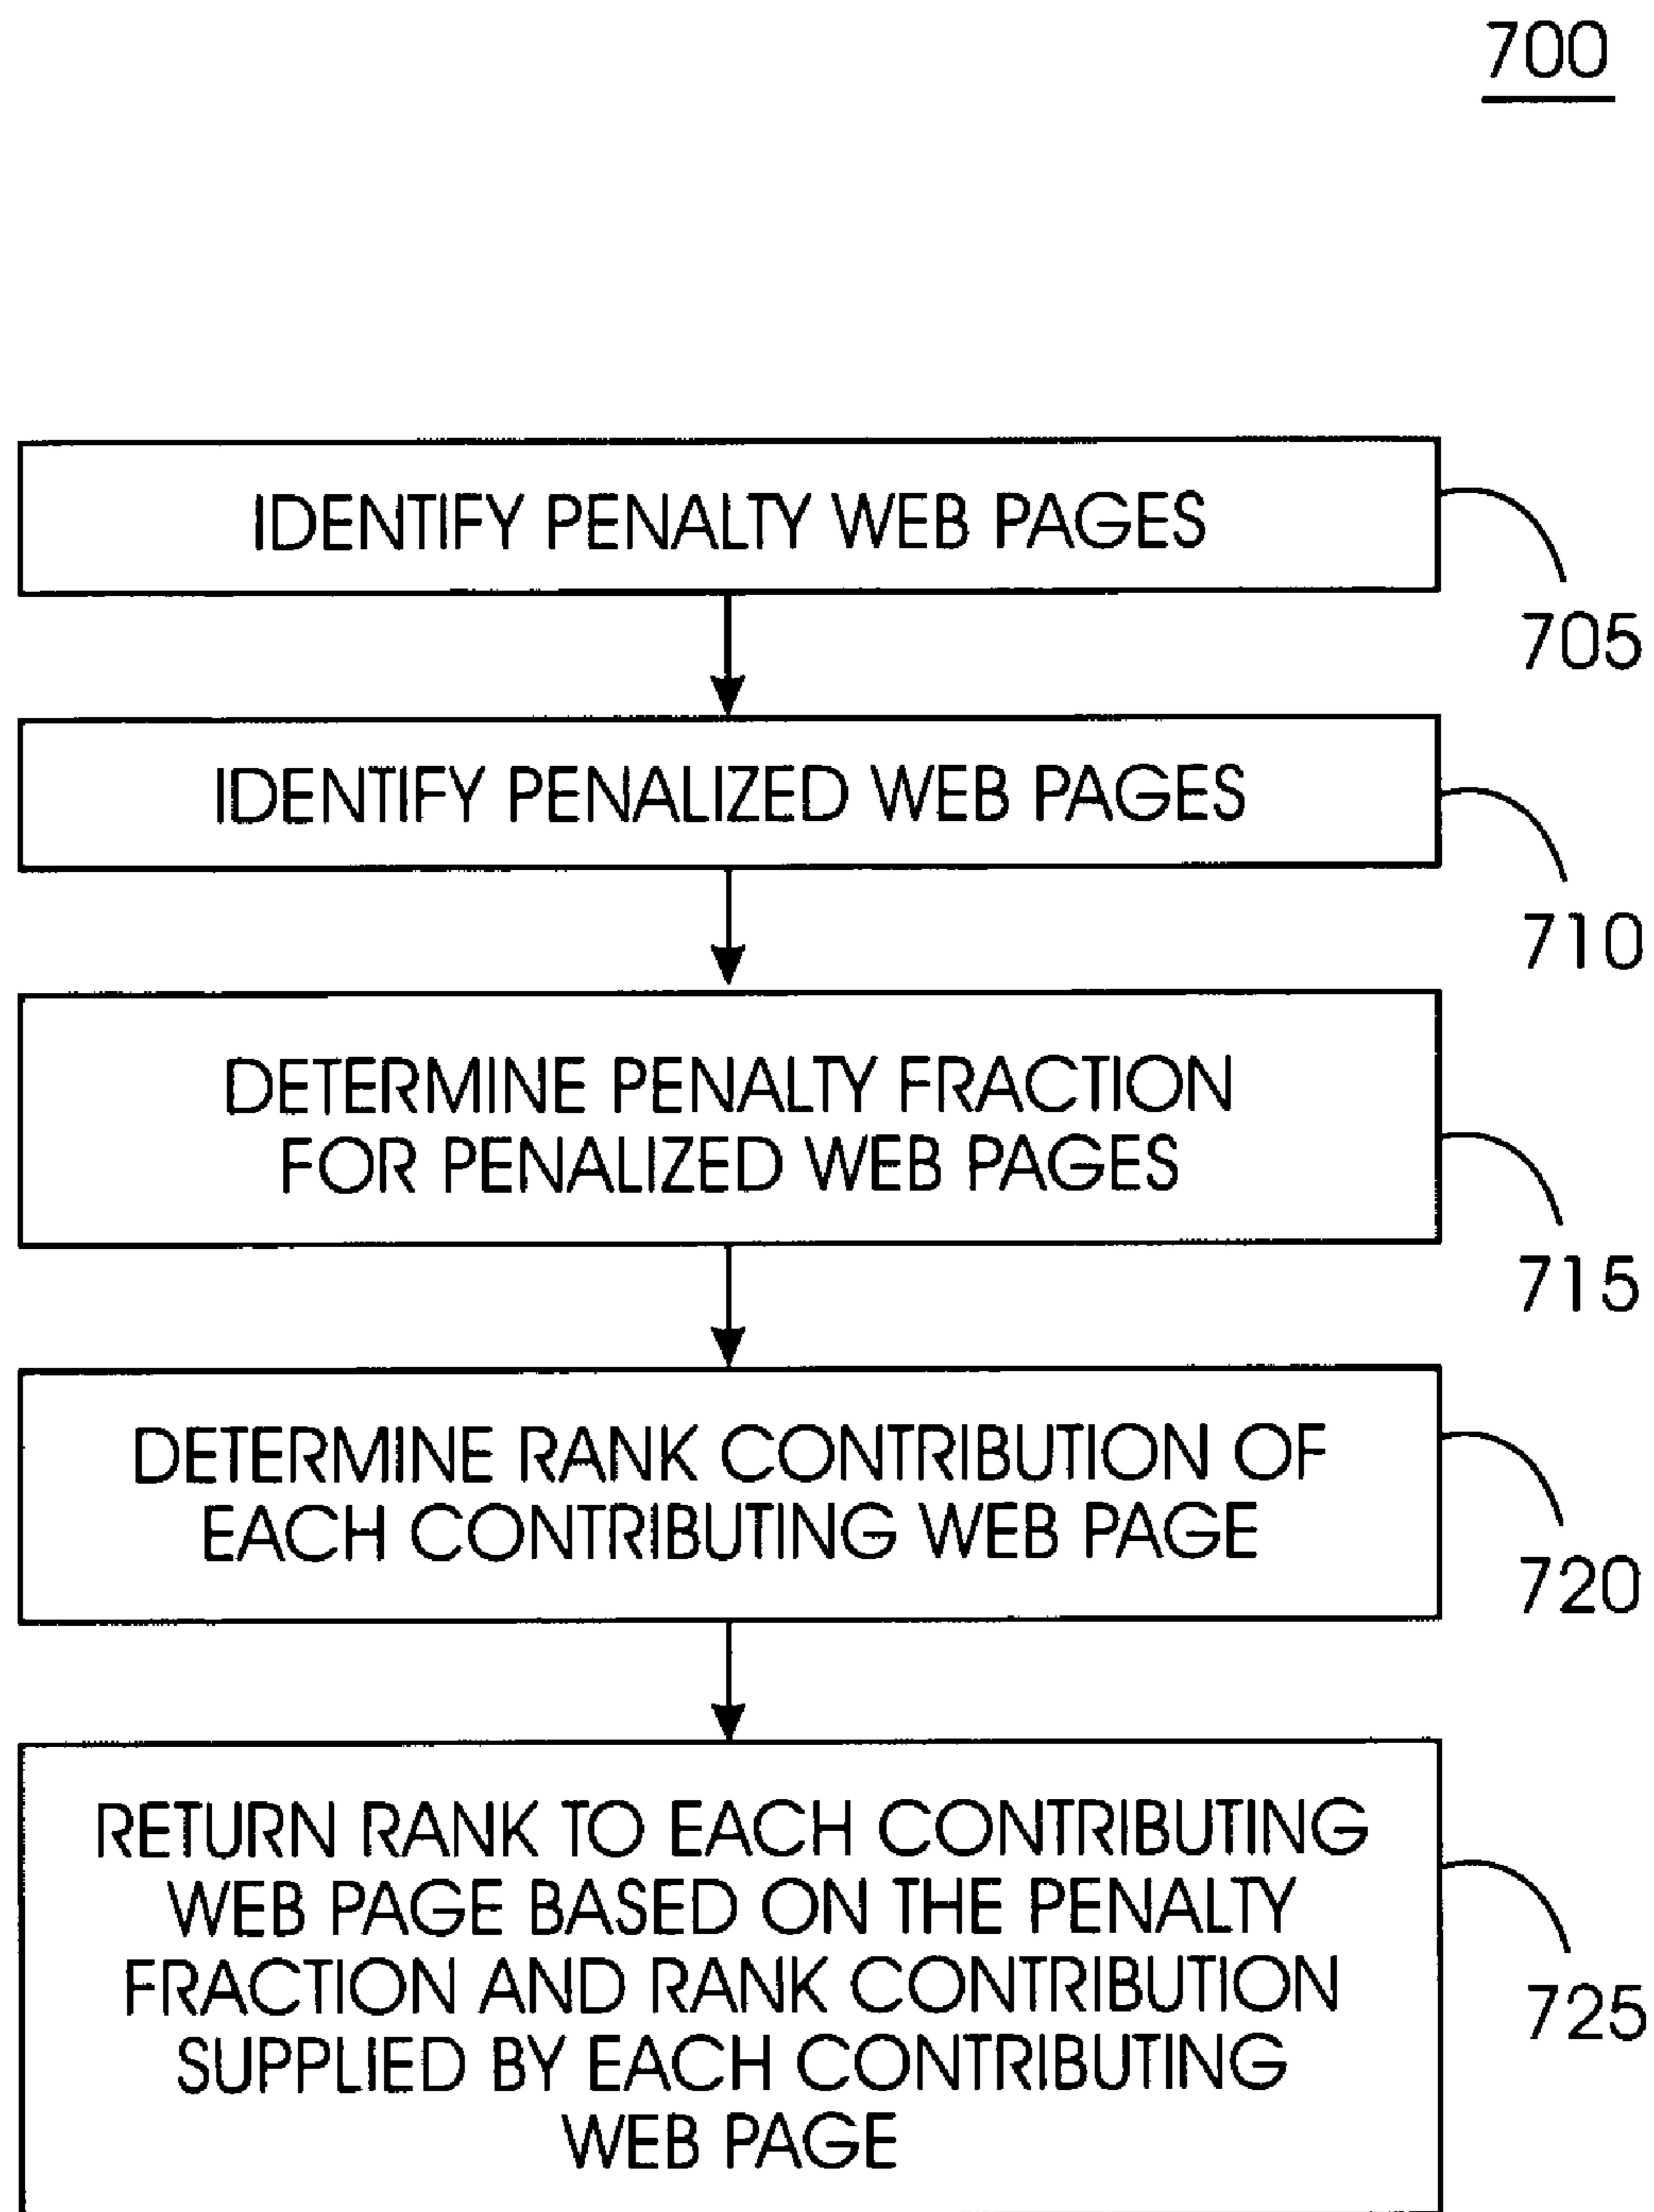 700
IDENTIFY PENALTY WEB PAGES
705
IDENTIFY PENALIZED WEB PAGES
710
DETERMINE PENALTY FRACTION
FOR PENALIZED WEB PAGES
715
DETERMINE RANK CONTRIBUTION OF
EACH CONTRIBUTING WEB PAGE
720
RETURN RANK TO EACH CONTRIBUTING
WEB PAGE BASED ON THE PENALTY
FRACTION AND RANK CONTRIBUTION
SUPPLIED BY EACH CONTRIBUTING
WEB PAGE
725